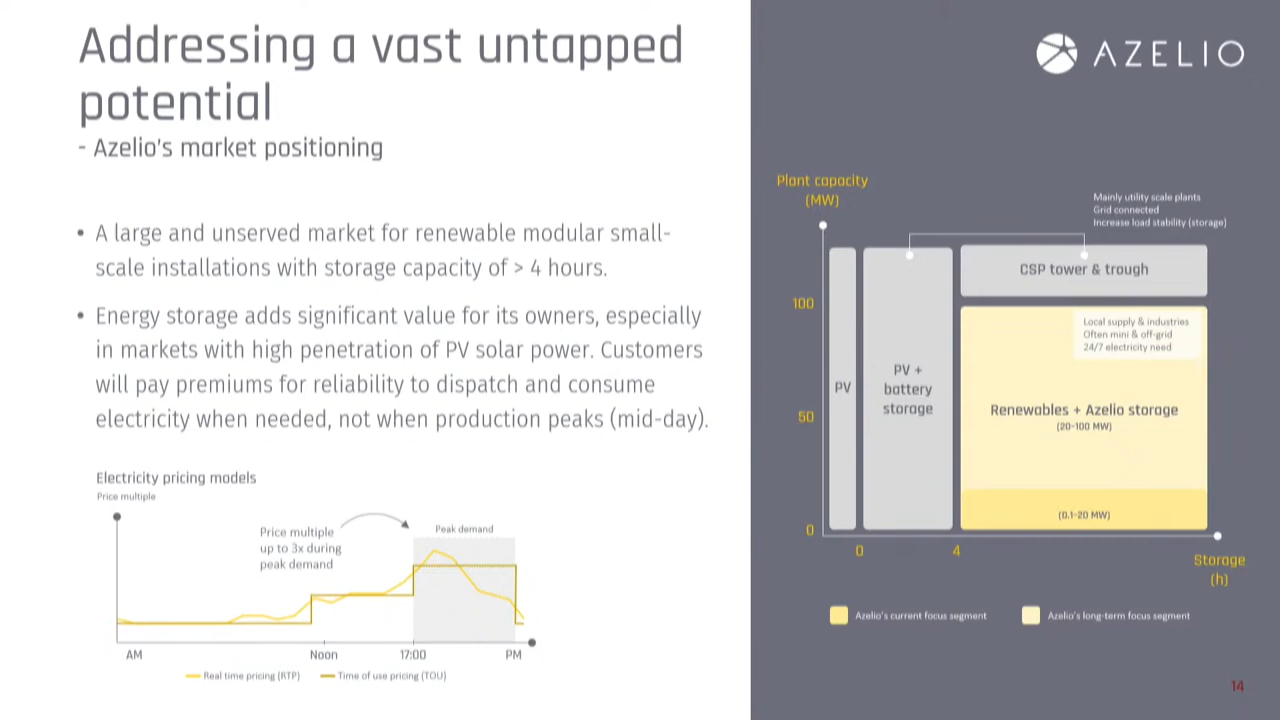 Addressing a vast untapped
potential
- Azelio's market positioning
• A large and unserved market for renewable modular small-
scale installations with storage capacity of > 4 hours.
• Energy storage adds significant value for its owners, especially
in markets with high penetration of PV solar power. Customers
will pay premiums for reliability to dispatch and consume
electricity when needed, not when production peaks (mid-day).
Electricity pricing models
Price multiple
Price multiple
up to 3x during
peak demand
Peak demand
AM
Noon
17:00
PM
Real time pricing (RTP)
Time of use pricing (TOU)
AZELIO
Plant capacity
(MW)
Mainly utility scale plants
Grid connected
Increase load stability (storage)
CSP tower & trough
100
Local supply & industries
Often mini & off-grid
24/7 electricity need
PV
PV +
battery
storage
Renewables + Azelio storage
(20-100 MW)
50
(0.1-20 MW)
0
0
4
Storage
(h)
Azelio's current focus segment
Azelio's long-term focus segment
14